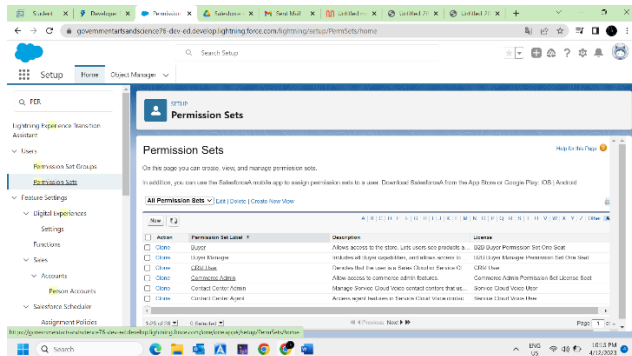 Student
Developer
Permission
Salesforce
Sent Mail
Untitled
Untitled
Untitled
governmentartsandscience76-dev-ed.develop.lightning.force.com/lightning/setup/PermSets/home
Search Setup
Setup
Home
Object Manager
PER
Lightning Experience Transition
Assistant
Users
Permission Set Groups
Permission Sets
Feature Settings
Digital Experiences
Settings
Functions
Sales
Accounts
Person Accounts
Salesforce Scheduler
Assignment Policies
SETUP
Permission Sets
Permission Sets
Help for this Page
On this page you can create, view, and manage permission sets.
In addition, you can use the SalesforceA mobile app to assign permission sets to a user. Download SalesforceA from the App Store or Google Play: iOS | Android
All Permission Sets Edit | Delete | Create New View
New
A | B | C | D | E | F | G | H | I | J | K | L | M | N | O | P | Q | R | S | T | U | V | W | X | Y | Z | Other
Action Permission Set Label Description License
Clone Buyer Allows access to the store. Lets users see products a... B2B Buyer Permission Set One Seat
Clone Buyer Manager Includes all Buyer capabilities, and allows access to B2B Buyer Manager Permission Set One Seat
Clone CRM User Denotes that the user is a Sales Cloud or Service Cl... CRM User
Clone Commerce Admin Allow access to commerce admin features. Commerce Admin Permission Set License Seat
Clone Contact Center Admin Manage Service Cloud Voice contact centers that us... Service Cloud Voice User
Clone Contact Center Agent Access agent features in Service Cloud Voice contac Service Cloud Voice User
0 Selected
Previous Next
Page 1
Search
ENG
US
10:15 PM
4/12/2023